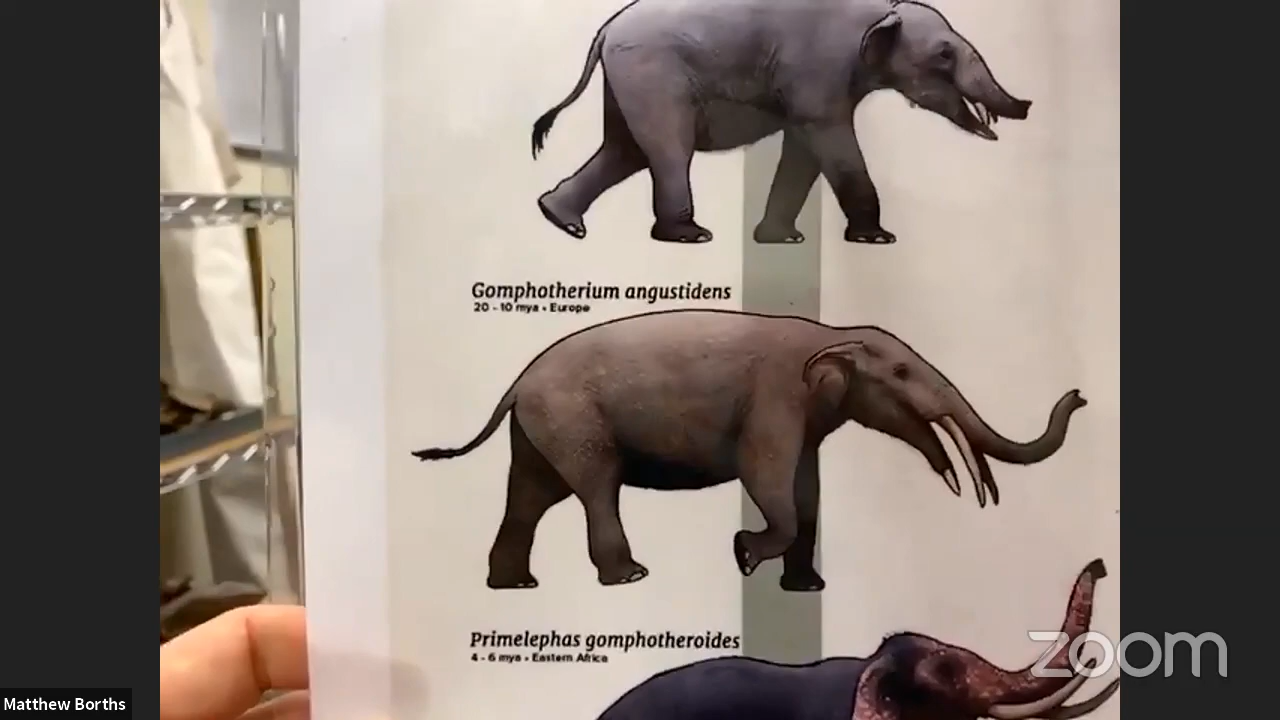 Gomphotherium angustidens
20 - 10 mya • Europe
Primelephas gomphotheroides
4 - 6 mya • Eastern Africa
zoom
Matthew Borths